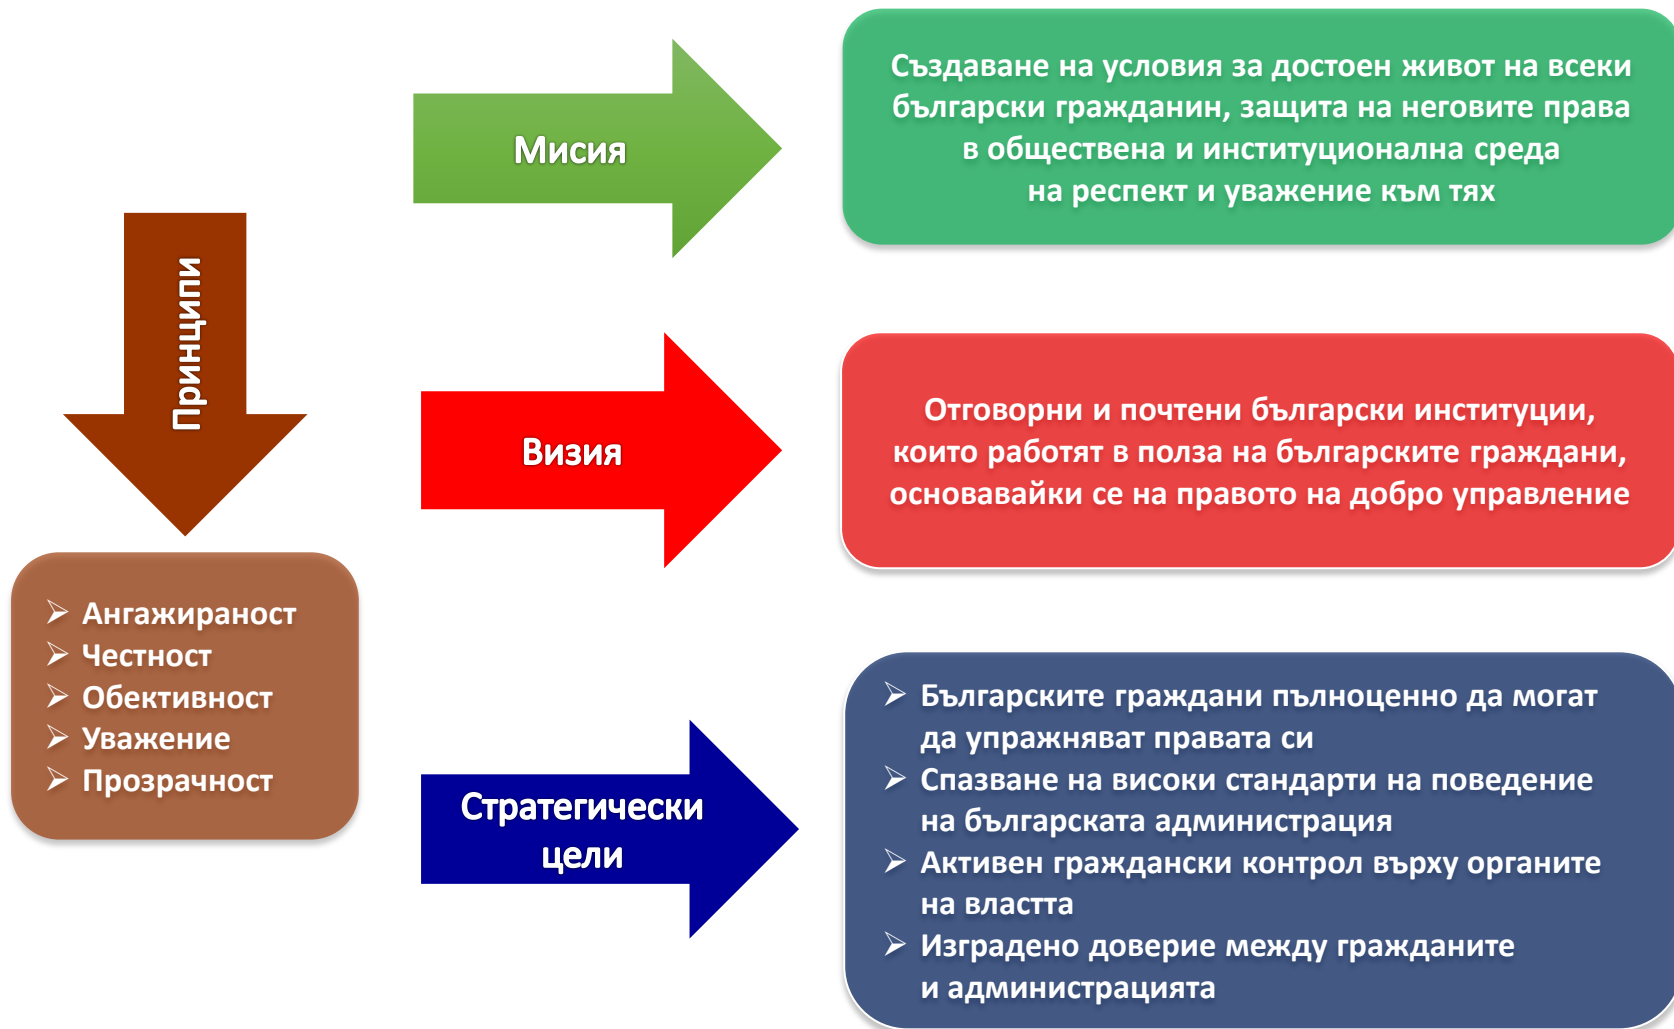 Принципи
Ангажираност
Честност
Обективност
Уважение
Прозрачност
Мисия
Създаване на условия за достоен живот на всеки
български гражданин, защита на неговите права
в обществена и институционална среда
на респект и уважение към тях
Визия
Отговорни и почтени български институции,
които работят в полза на българските граждани,
основавайки се на правото на добро управление
Стратегически
цели
Българските граждани пълноценно да могат
да упражняват правата си
Спазване на високи стандарти на поведение
на българската администрация
Активен граждански контрол върху органите
на властта
Изградено доверие между гражданите
и администрацията